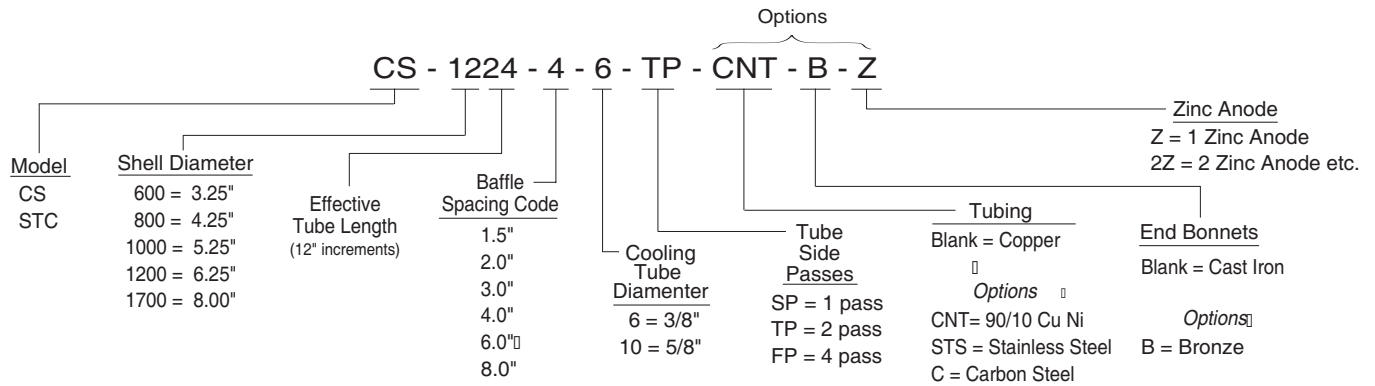 Options
CS - 1224 - 4 - 6 - TP - CNT - B - Z
Zinc Anode
Z = 1 Zinc Anode
2Z = 2 Zinc Anode etc.
Model
CS
STC
Shell Diameter
600 = 3.25"
800 = 4.25"
1000 = 5.25"
1200 = 6.25"
1700 = 8.00"
Effective
Tube Length
(12" increments)
Baffle
Spacing Code
1.5"
2.0"
3.0"
4.0"
6.0"
8.0"
Cooling
Tube
Diamenter
6 = 3/8"
10 = 5/8"
Tube
Side
Passes
SP = 1 pass
TP = 2 pass
FP = 4 pass
Tubing
Blank = Copper
Options
CNT= 90/10 Cu Ni
STS = Stainless Steel
C = Carbon Steel
End Bonnets
Blank = Cast Iron
Options
B = Bronze